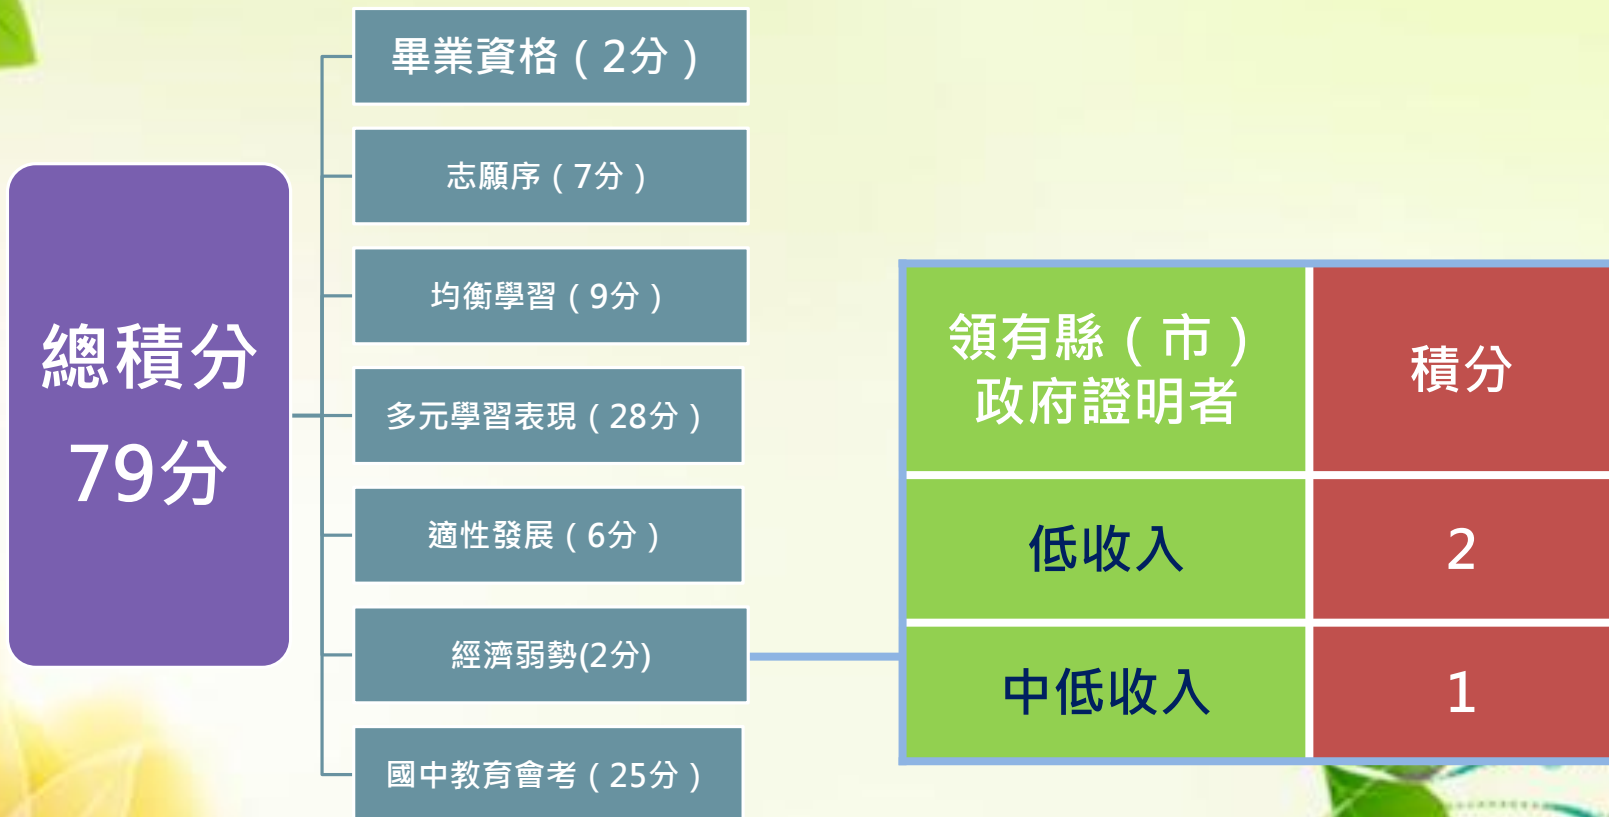 總積分
79分
畢業資格（2分）
志願序（7分）
均衡學習（9分）
多元學習表現（28分）
適性發展（6分）
經濟弱勢(2分)
國中教育會考（25分）
領有縣（市）
政府證明者
積分
低收入
2
中低收入
1